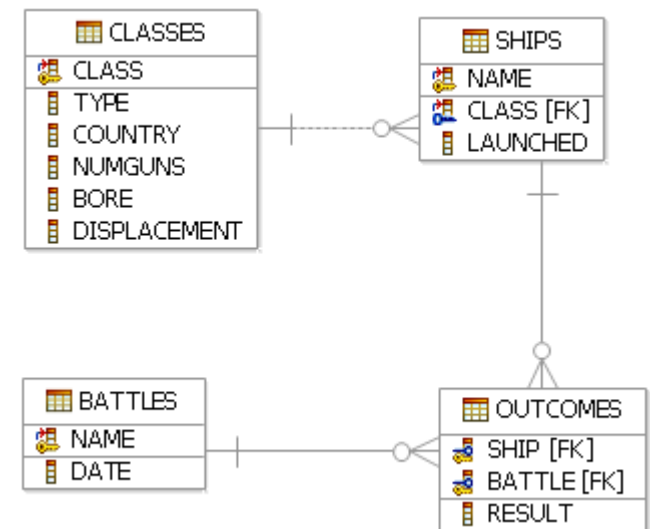 CLASSES
CLASS
TYPE
COUNTRY
NUMGUNS
BORE
DISPLACEMENT
SHIPS
NAME
CLASS [FK]
LAUNCHED
BATTLES
NAME
DATE
OUTCOMES
SHIP [FK]
BATTLE [FK]
RESULT